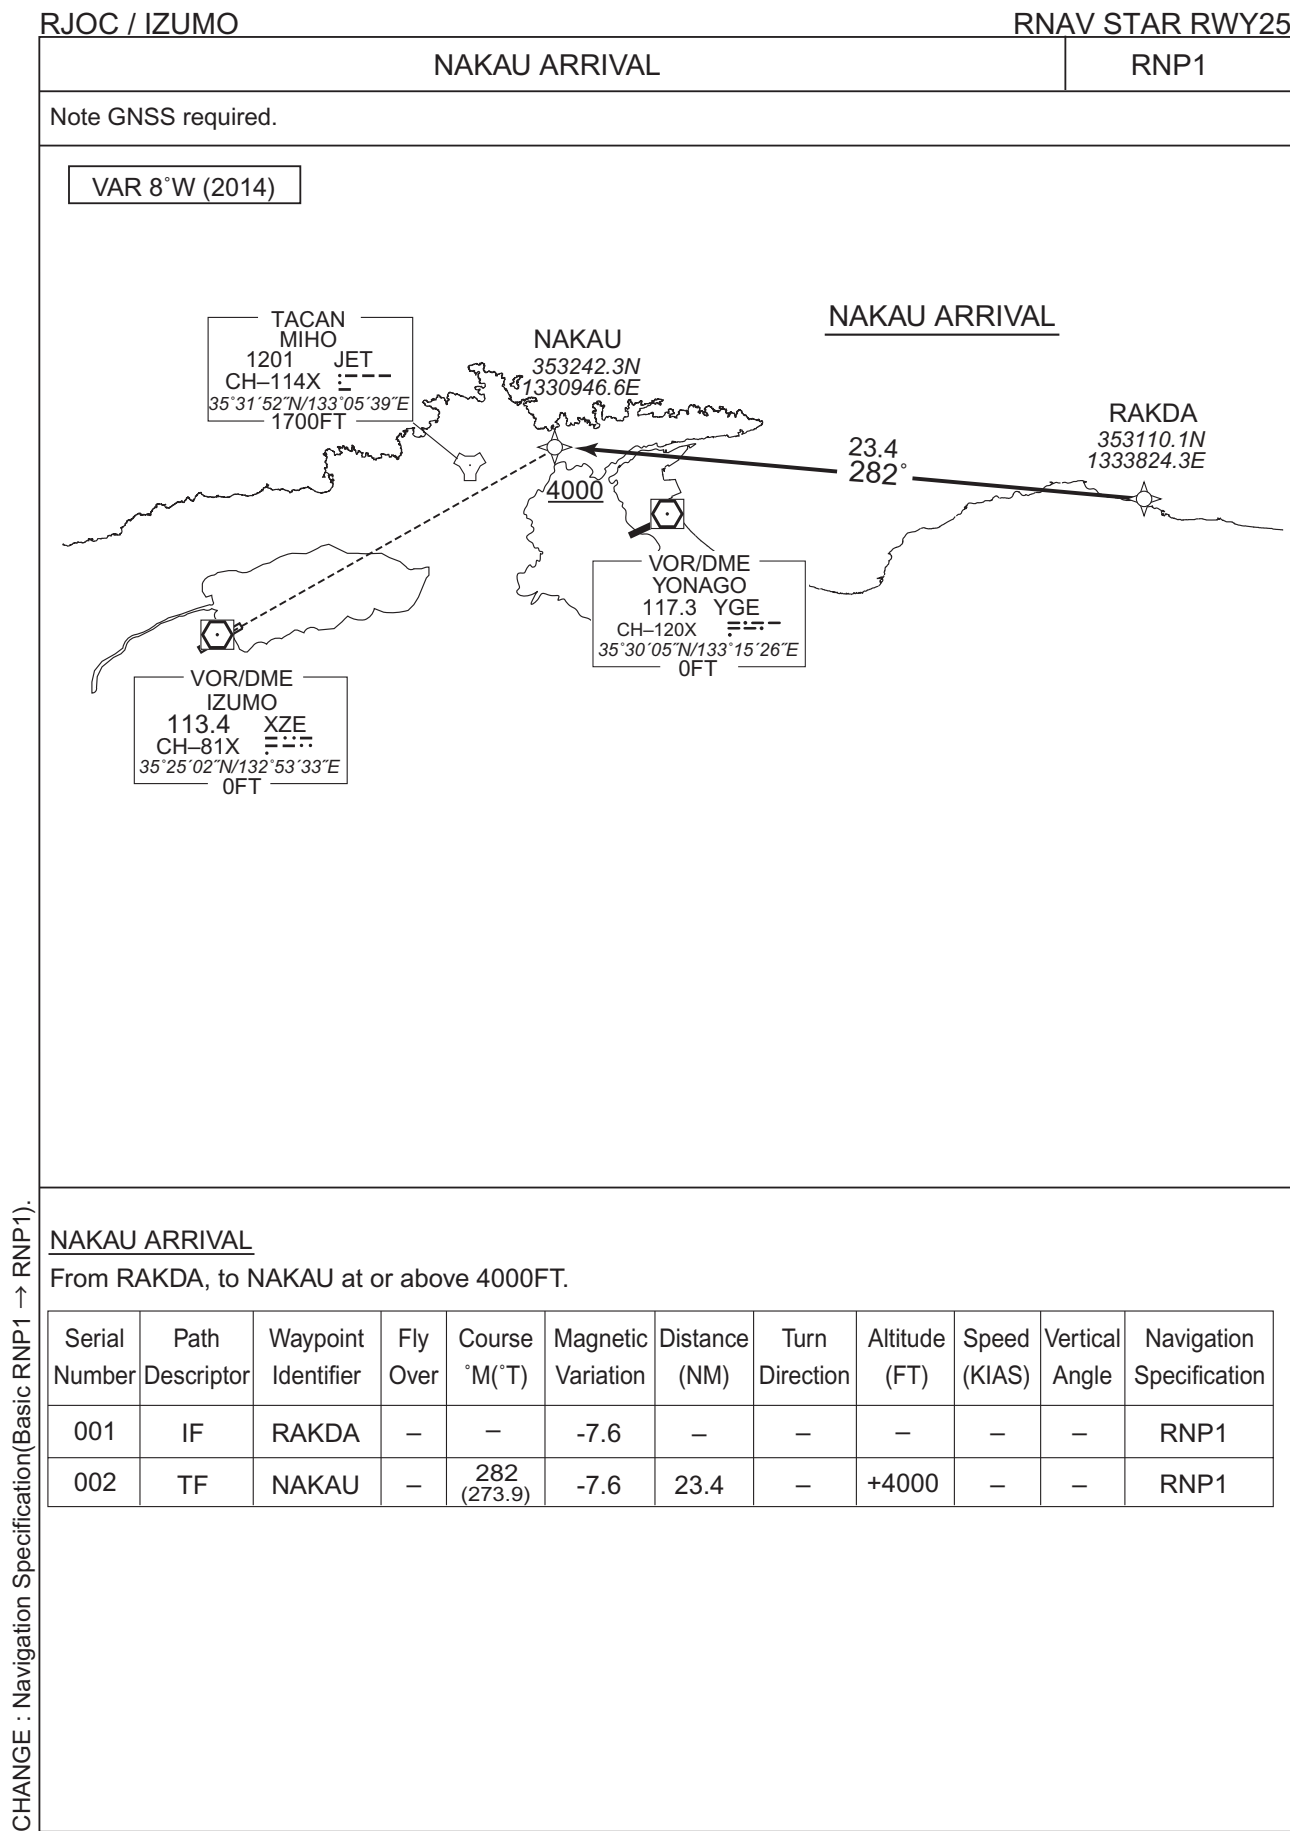 RJOC / IZUMO
RNAV STAR RWY25
NAKAU ARRIVAL
RNP1
Note GNSS required.
VAR 8˚W (2014)
NAKAU ARRIVAL
TACAN
MIHO
1201 JET
CH–114X
35˚31´52˝N/133˚05´39˝E
1700FT
NAKAU
353242.3N
1330946.6E
4000
23.4
282˚
RAKDA
353110.1N
1333824.3E
VOR/DME
YONAGO
117.3 YGE
CH–120X
35˚30´05˝N/133˚15´26˝E
0FT
VOR/DME
IZUMO
113.4 XZE
CH–81X
35˚25´02˝N/132˚53´33˝E
0FT
NAKAU ARRIVAL
From RAKDA, to NAKAU at or above 4000FT.
Serial Number Path Descriptor Waypoint Identifier Fly Over Course ˚M(˚T) Magnetic Variation Distance (NM) Turn Direction Altitude (FT) Speed (KIAS) Vertical Angle Navigation Specification
001 IF RAKDA – – -7.6 – – – – – RNP1
002 TF NAKAU – 282 (273.9) -7.6 23.4 – +4000 – – RNP1
CHANGE : Navigation Specification(Basic RNP1 → RNP1).